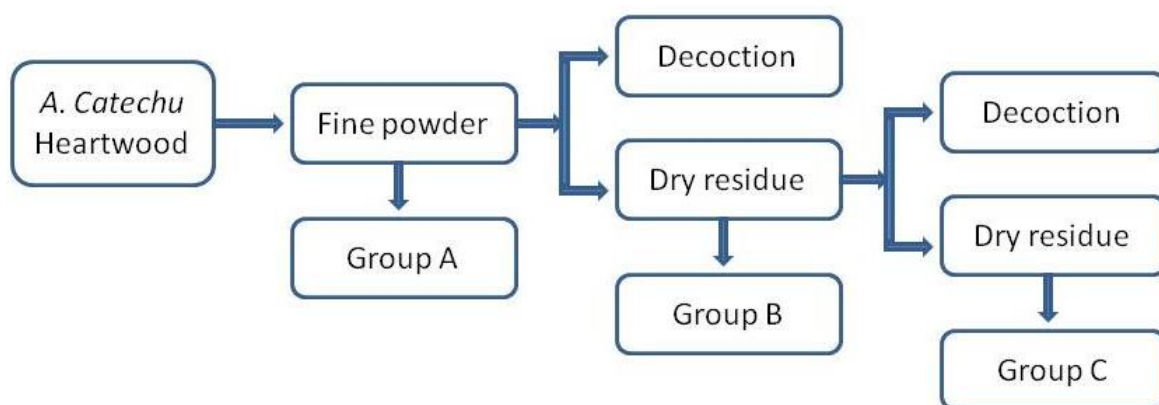 A. Catechu
Heartwood
Fine powder
Group A
Decoction
Dry residue
Group B
Decoction
Dry residue
Group C